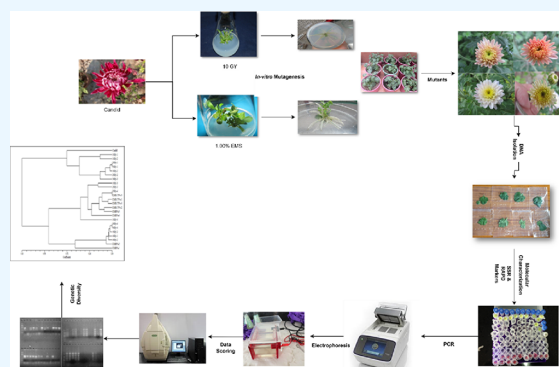 10 GY
In-vitro Mutagenesis
Mutants
Candid
1.00% EMS
DNA
Isolation
Molecular
Characterization
SSR &
RAPD
Markers
Genetic
Diversity
Data
Scoring
Electrophoresis
PCR